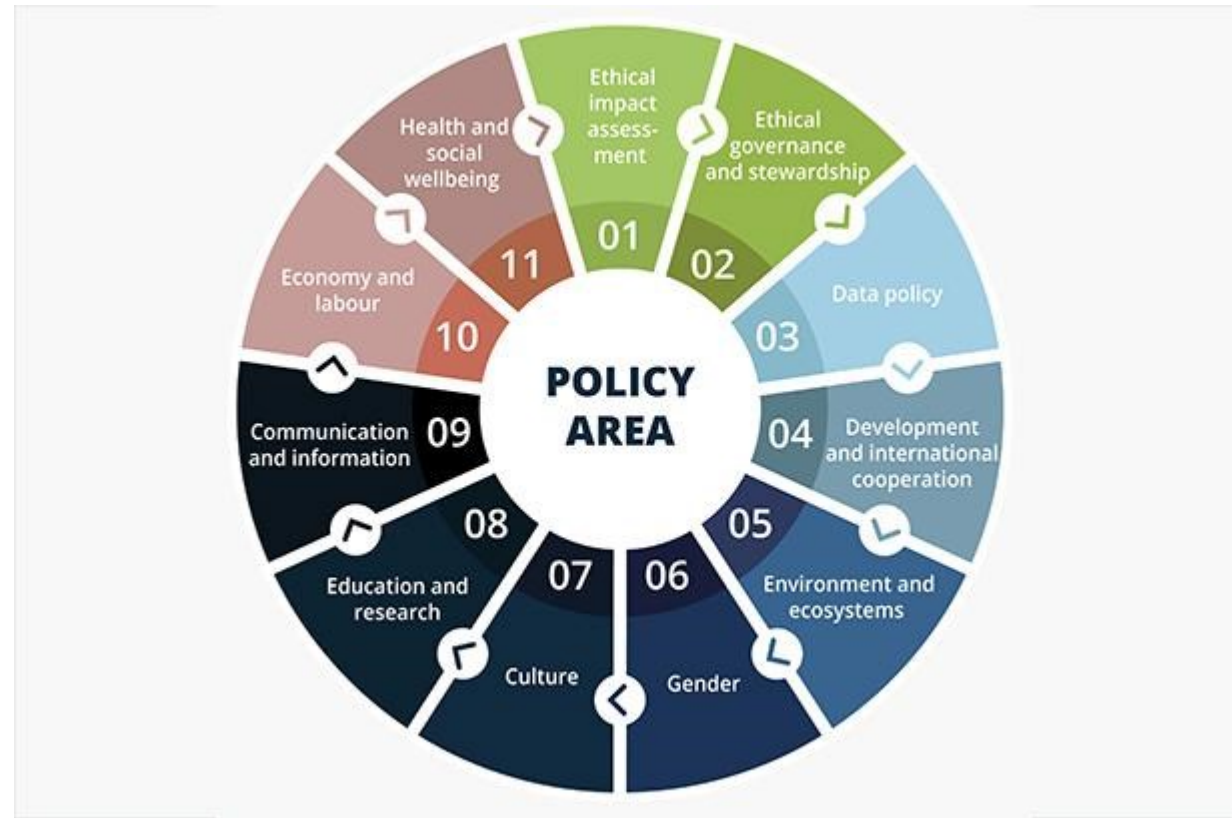 POLICY
AREA
01
Ethical
impact
assess-
ment
02
Ethical
governance
and stewardship
03
Data policy
04
Development
and international
cooperation
05
Environment and
ecosystems
06
Gender
07
Culture
08
Education and
research
09
Communication
and information
10
Economy and
labour
11
Health and
social
wellbeing